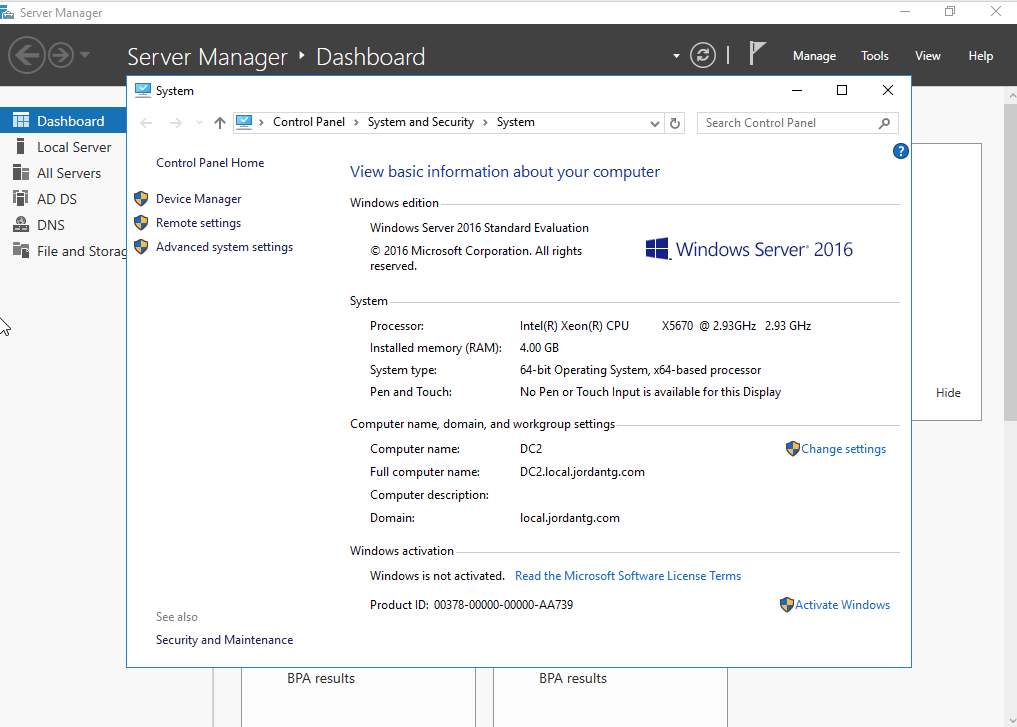 Server Manager
Server Manager ‣ Dashboard
Manage Tools View Help
System
Control Panel › System and Security › System
Search Control Panel
Dashboard
Local Server
All Servers
AD DS
DNS
File and Storag
Control Panel Home
Device Manager
Remote settings
Advanced system settings
See also
Security and Maintenance
?
View basic information about your computer
Windows edition
Windows Server 2016 Standard Evaluation
© 2016 Microsoft Corporation. All rights
reserved.
Windows Server® 2016
System
Processor: Intel(R) Xeon(R) CPU X5670 @ 2.93GHz 2.93 GHz
Installed memory (RAM): 4.00 GB
System type: 64-bit Operating System, x64-based processor
Pen and Touch: No Pen or Touch Input is available for this Display
Computer name, domain, and workgroup settings
Computer name: DC2 Change settings
Full computer name: DC2.local.jordantg.com
Computer description:
Domain: local.jordantg.com
Windows activation
Windows is not activated. Read the Microsoft Software License Terms
Product ID: 00378-00000-00000-AA739 Activate Windows
Hide
BPA results BPA results